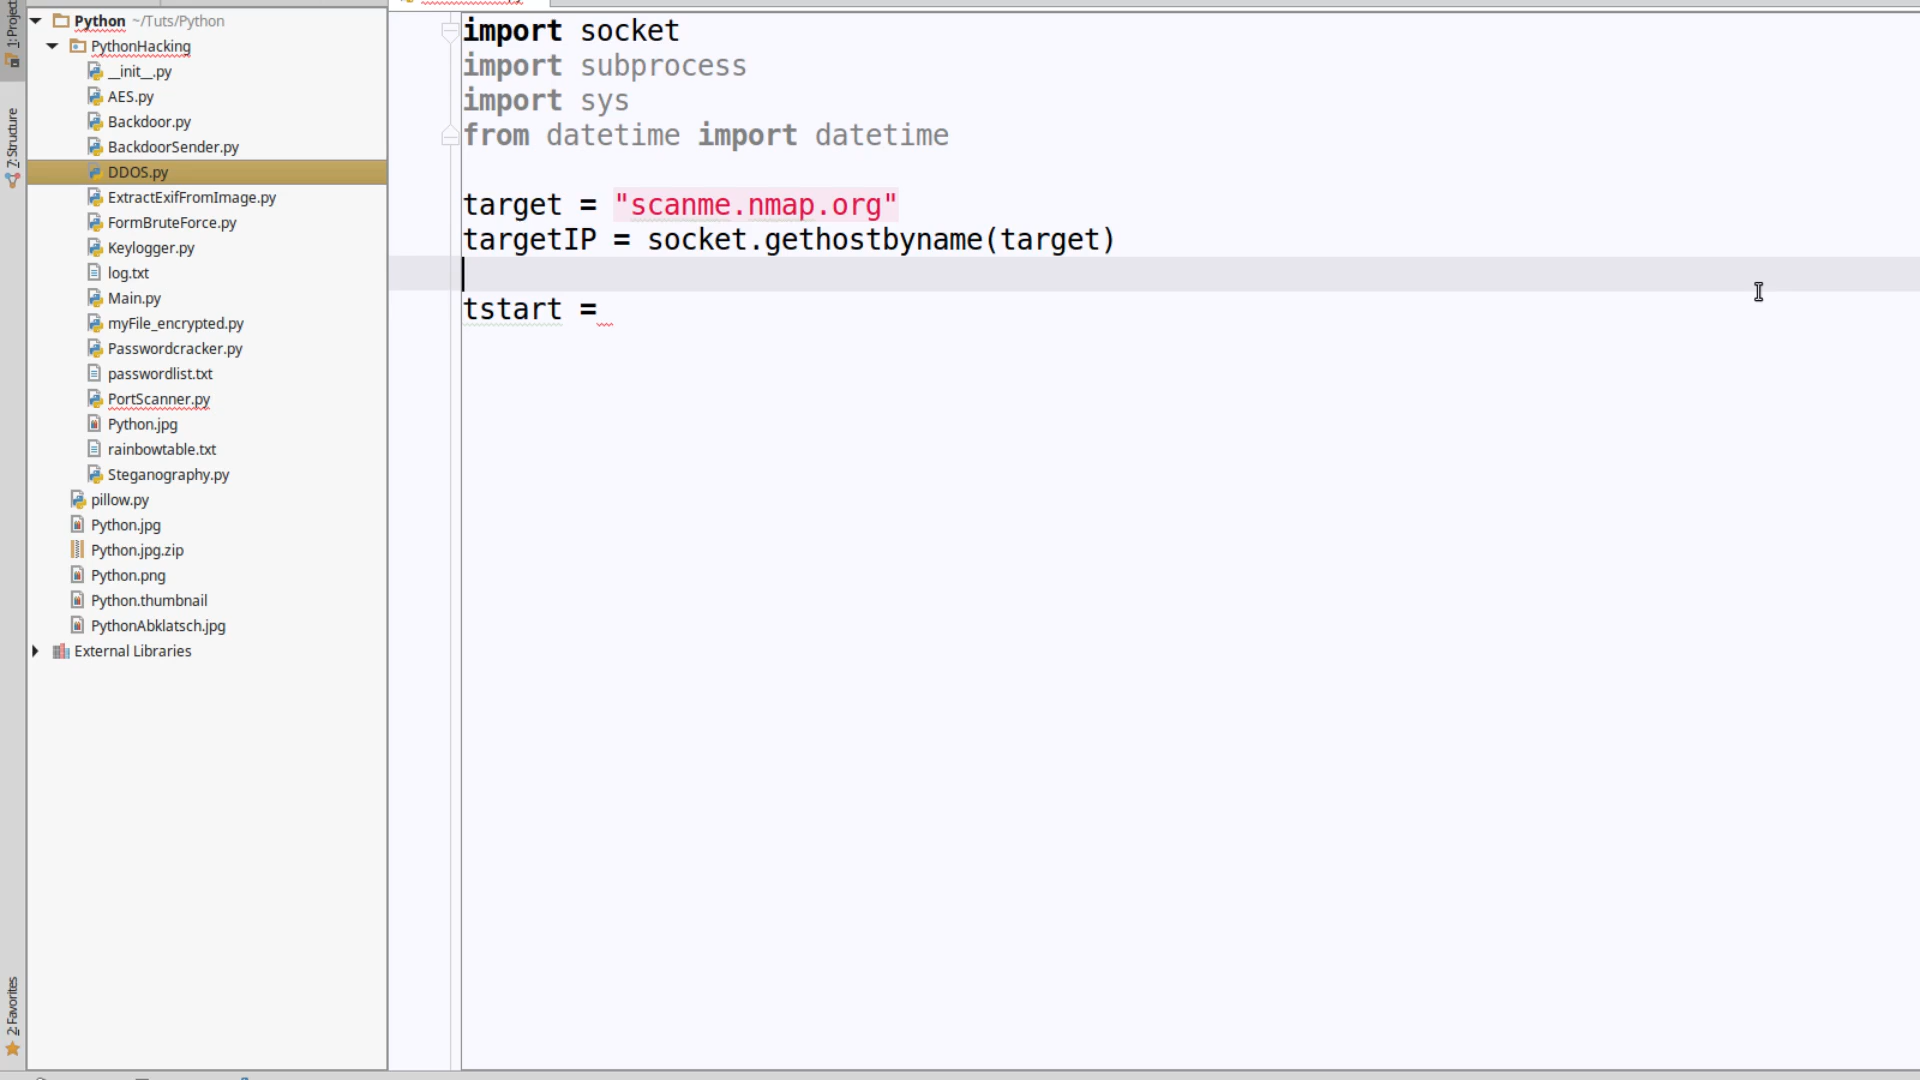 1: Project
7: Structure
2: Favorites
Python ~/Tuts/Python
PythonHacking
__init__.py
AES.py
Backdoor.py
BackdoorSender.py
DDOS.py
ExtractExifFromImage.py
FormBruteForce.py
Keylogger.py
log.txt
Main.py
myFile_encrypted.py
Passwordcracker.py
passwordlist.txt
PortScanner.py
Python.jpg
rainbowtable.txt
Steganography.py
pillow.py
Python.jpg
Python.jpg.zip
Python.png
Python.thumbnail
PythonAbklatsch.jpg
External Libraries
import socket
import subprocess
import sys
from datetime import datetime
target = "scanme.nmap.org"
targetIP = socket.gethostbyname(target)
tstart =